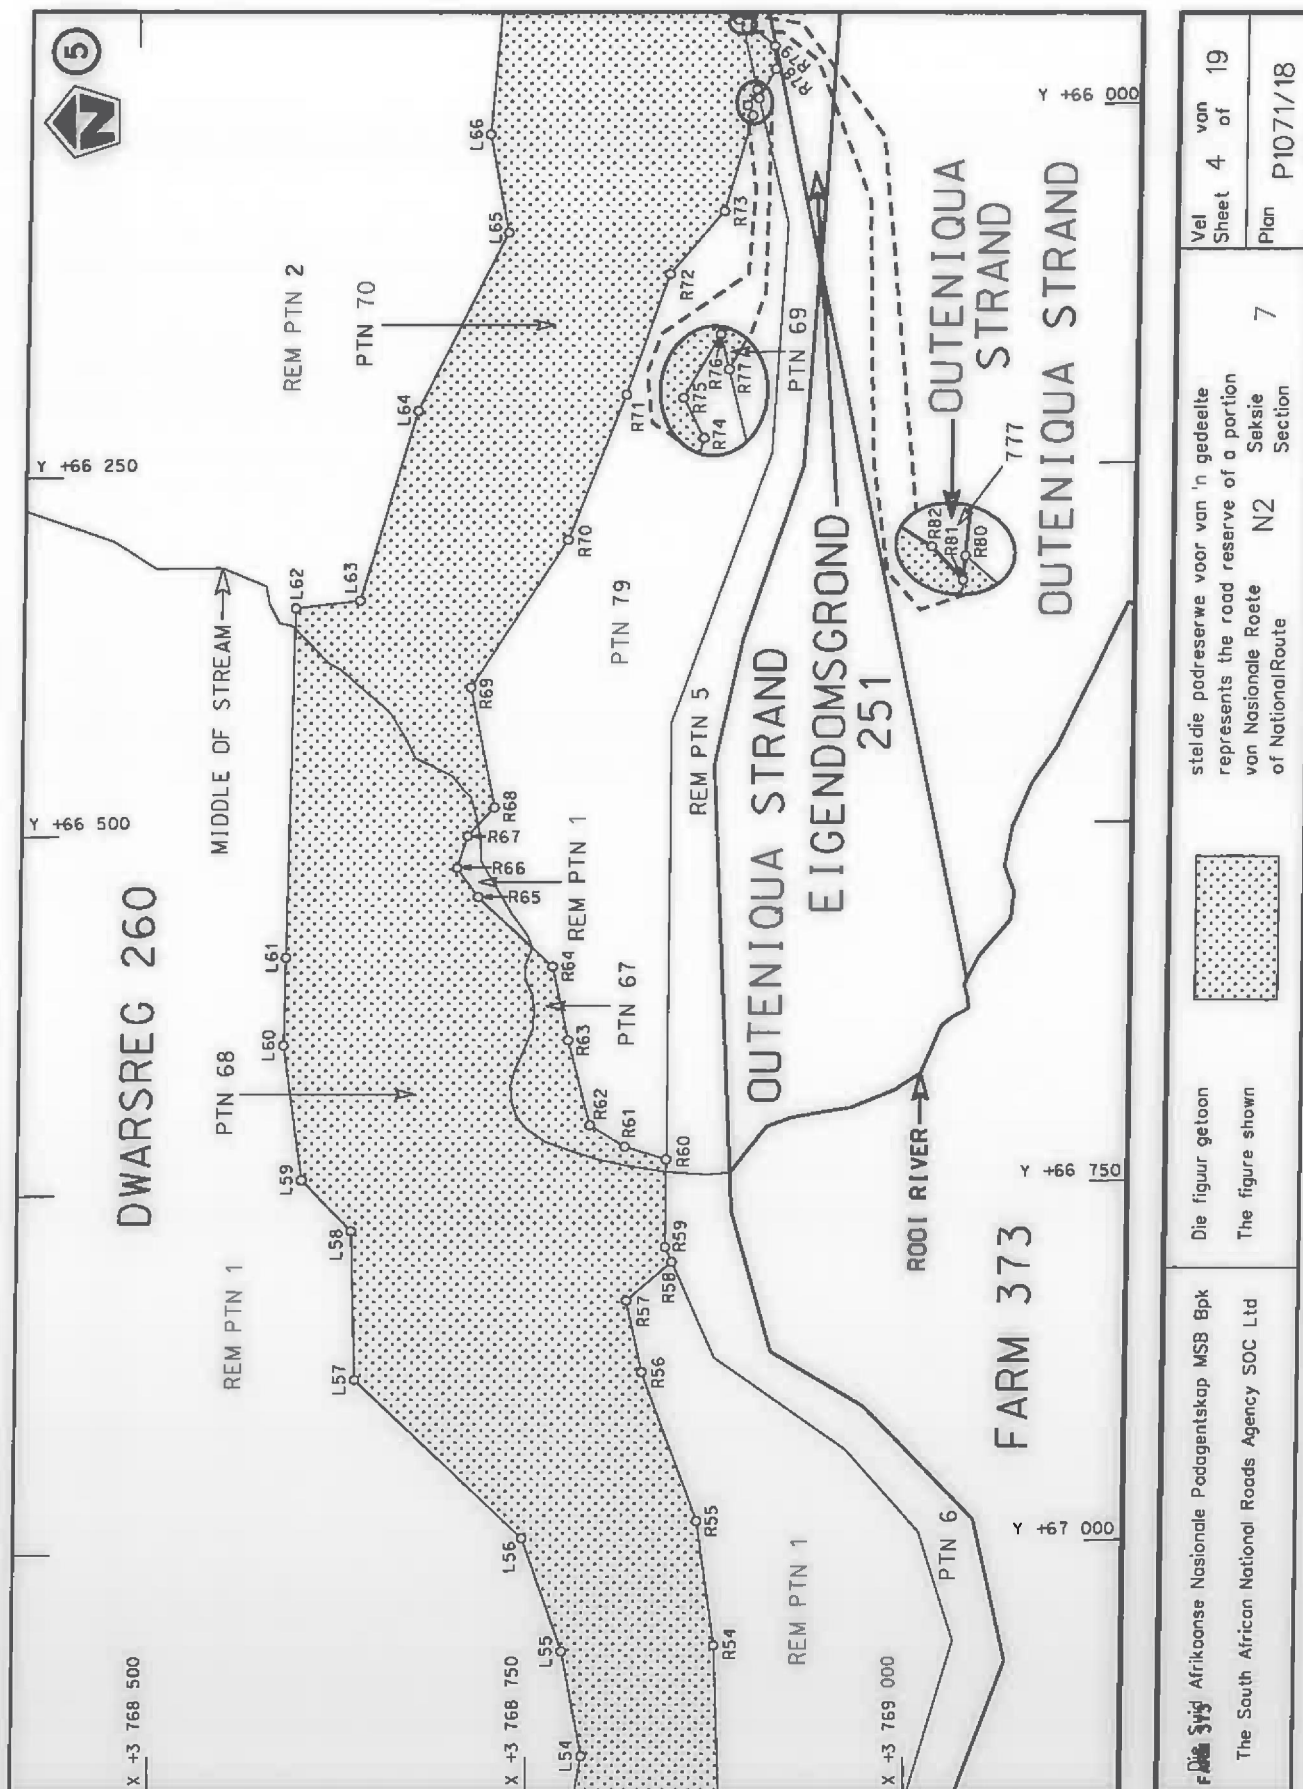 5
N
L66
L65
REM PTN 2
PTN 70
L64
Y +66 250
Y +66 000
R79
R78
R73
R72
R71
R76
R75
R77
R74
PTN 69
R70
L62
L63
MIDDLE OF STREAM
PTN 79
R69
REM PTN 5
OUTENIQUA
STRAND
OUTENIQUA STRAND
777
R82
R81
R80
Y +66 500
R68
R67
R66
R65
REM PTN 1
OUTENIQUA STRAND
EIGENDOMSGROND
251
DWARSREG 260
L61
L60
PTN 68
R64
PTN 67
R63
R62
R61
R60
L59
L58
Y +66 750
ROOI RIVER
R59
R58
R57
REM PTN 1
L57
R56
FARM 373
L56
R55
PTN 6
Y +67 000
L55
R54
REM PTN 1
L54
X +3 768 500
X +3 768 750
X +3 769 000
Die Suid Afrikaanse Nasionale Padagentskap MSB Bpk
FARM 373
The South African National Roads Agency SOC Ltd
Die figuur getoon
The figure shown
stel die padreserwe voor van 'n gedeelte
represents the road reserve of a portion
van Nasionale Roete N2 Seksie 7
of National Route Section
Vel 4 van 19
Sheet of
Plan P1071/18